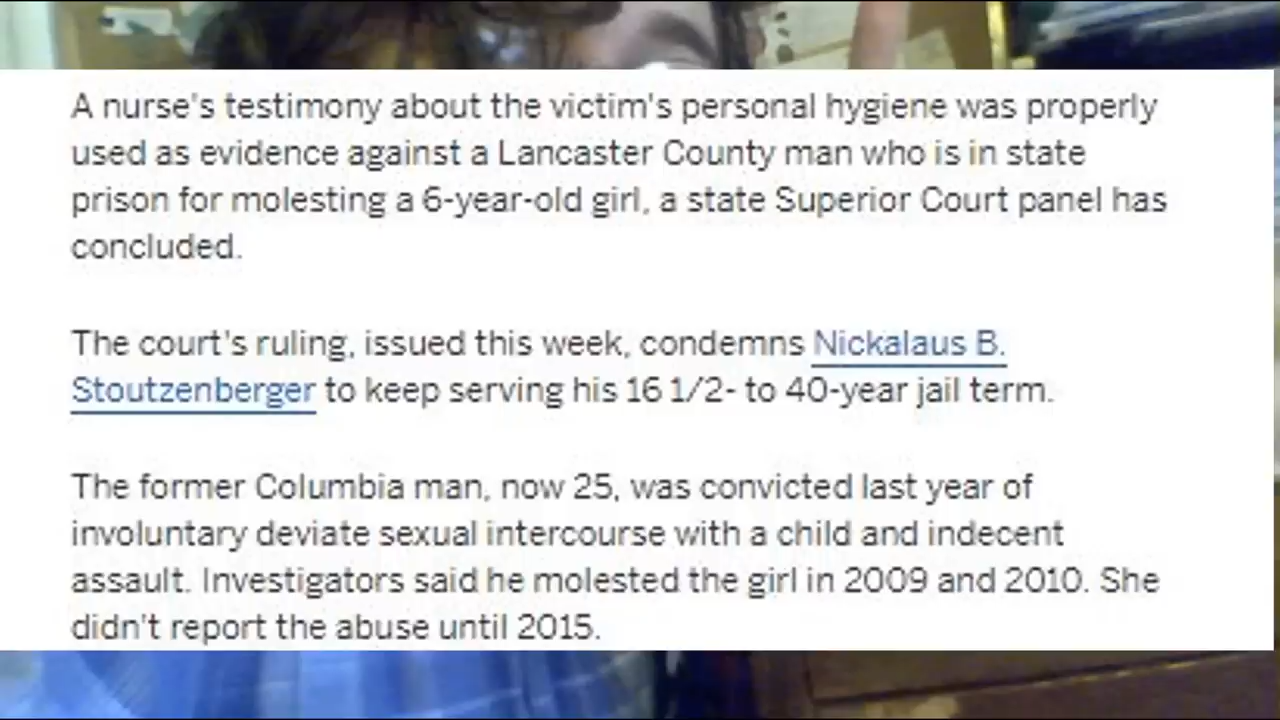 A nurse's testimony about the victim's personal hygiene was properly
used as evidence against a Lancaster County man who is in state
prison for molesting a 6-year-old girl, a state Superior Court panel has
concluded.
The court's ruling, issued this week, condemns Nickalaus B.
Stoutzenberger to keep serving his 16 1/2- to 40-year jail term.
The former Columbia man, now 25, was convicted last year of
involuntary deviate sexual intercourse with a child and indecent
assault. Investigators said he molested the girl in 2009 and 2010. She
didn't report the abuse until 2015.